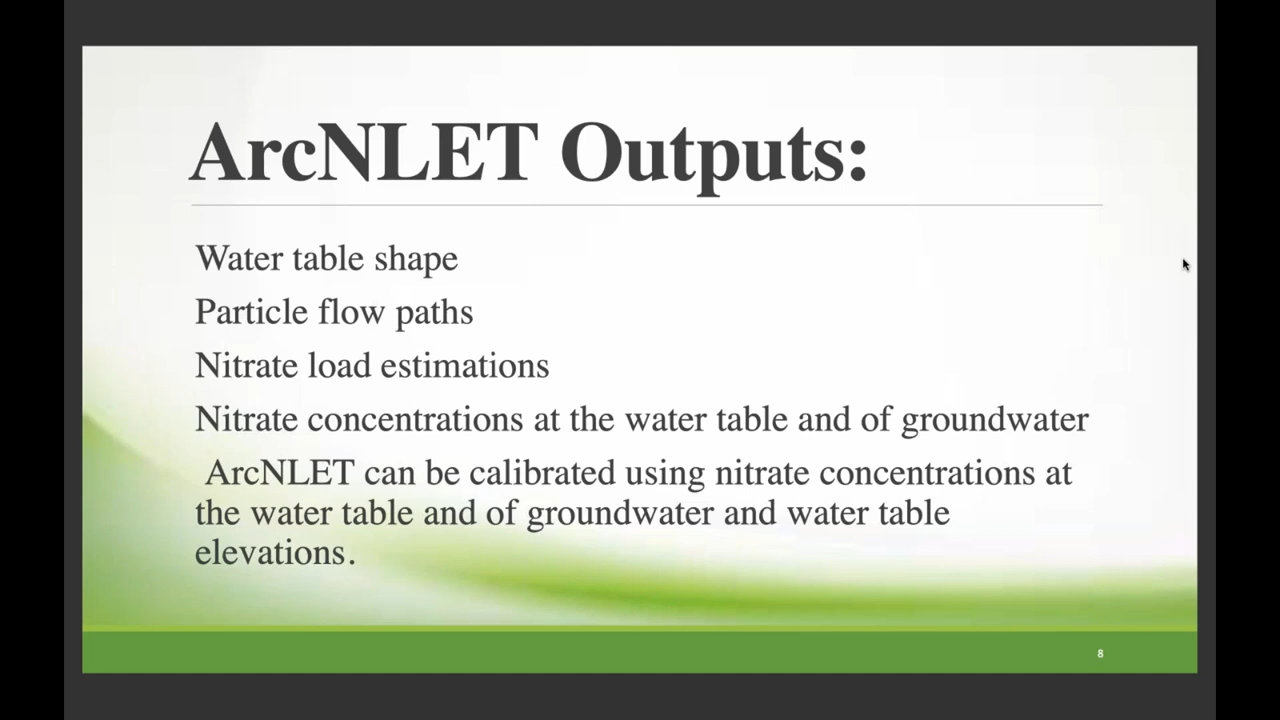 ArcNLET Outputs:
Water table shape
Particle flow paths
Nitrate load estimations
Nitrate concentrations at the water table and of groundwater
ArcNLET can be calibrated using nitrate concentrations at
the water table and of groundwater and water table
elevations.
8